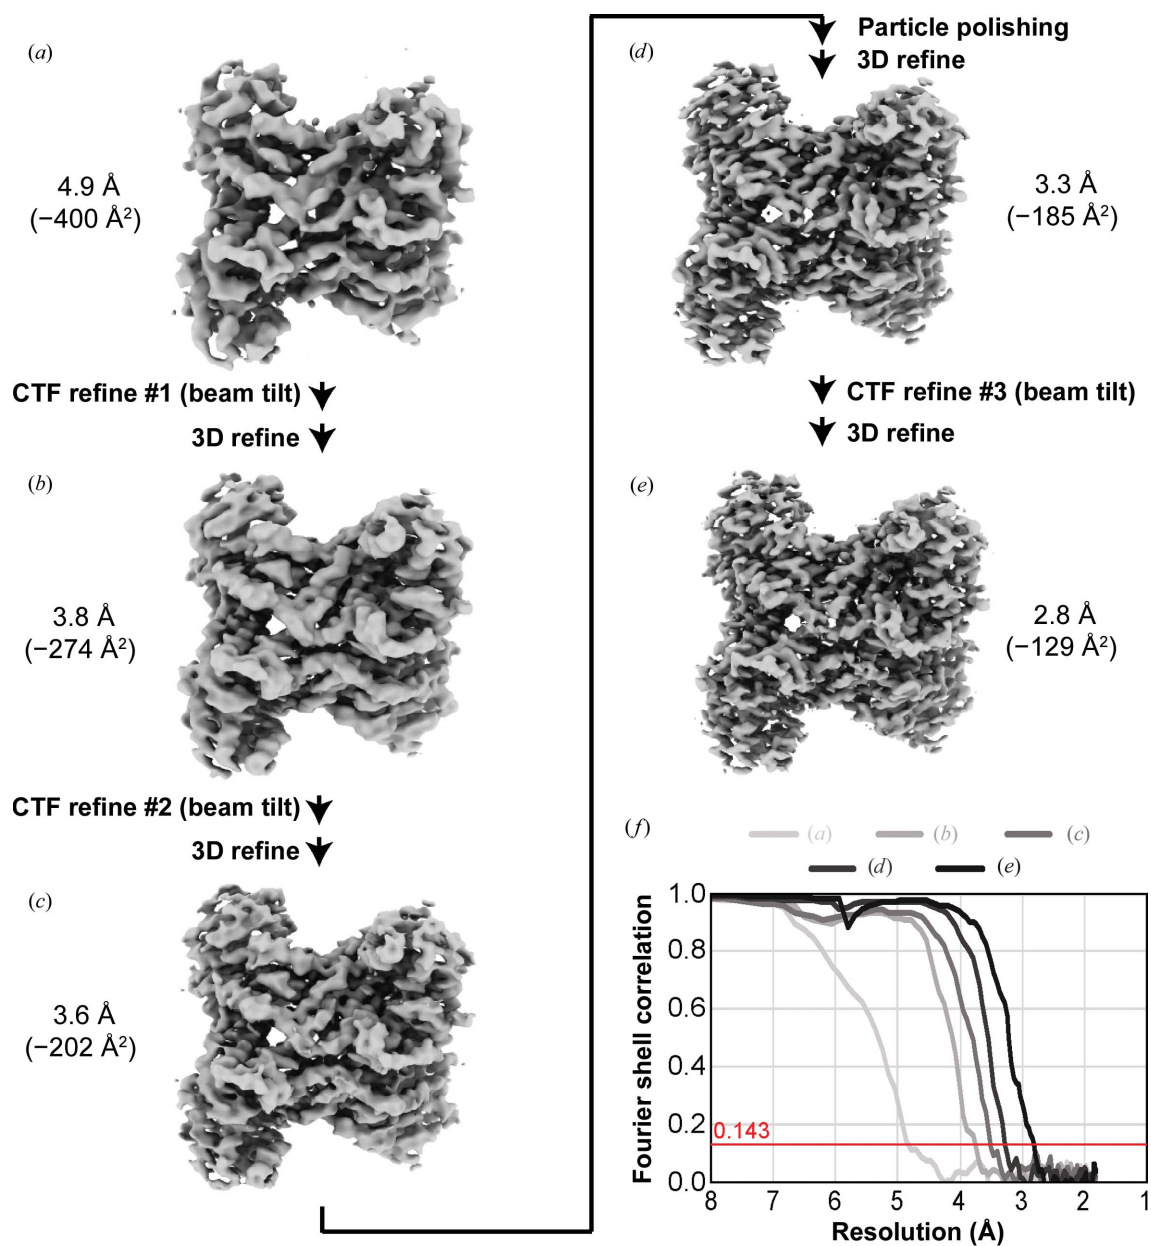 (a)
4.9 Å
(−400 Å²)
CTF refine #1 (beam tilt)
3D refine
(b)
3.8 Å
(−274 Å²)
CTF refine #2 (beam tilt)
3D refine
(c)
3.6 Å
(−202 Å²)
Particle polishing
3D refine
(d)
3.3 Å
(−185 Å²)
CTF refine #3 (beam tilt)
3D refine
(e)
2.8 Å
(−129 Å²)
(f)
(a) (b) (c)
(d) (e)
Fourier shell correlation
1.0
0.8
0.6
0.4
0.2
0.143
0.0
8 7 6 5 4 3 2 1
Resolution (Å)